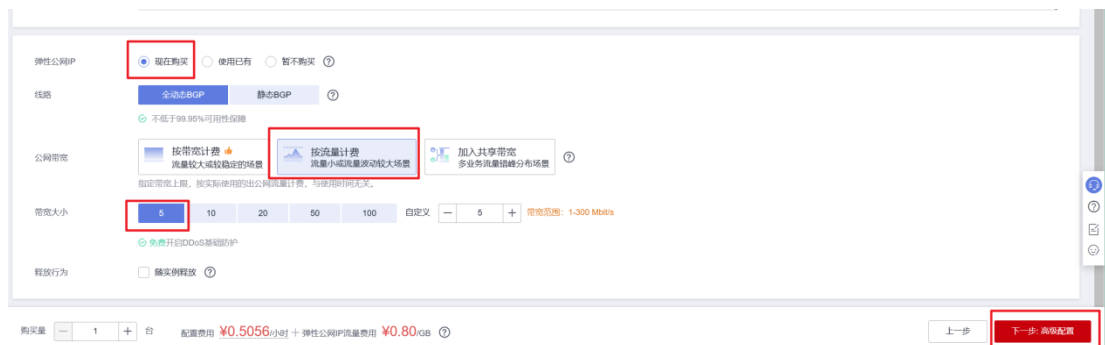 弹性公网IP 现在购买 使用已有 暂不购买 ?
线路 全动态BGP 静态BGP ?
不低于99.95%可用性保障
公网带宽 按带宽计费 按流量计费 加入共享带宽 ?
流量较大或较稳定的场景 流量小或流量波动较大场景 多业务流量错峰分布场景
指定带宽上限，按实际使用的出公网流量计费，与使用时间无关。
带宽大小 5 10 20 50 100 自定义 — 5 + 带宽范围：1-300 Mbit/s
免费开启DDoS基础防护
释放行为 随实例释放 ?
购买量 — 1 + 台 配置费用 ¥0.5056/小时 + 弹性公网IP流量费用 ¥0.80/GB ? 上一步 下一步: 高级配置